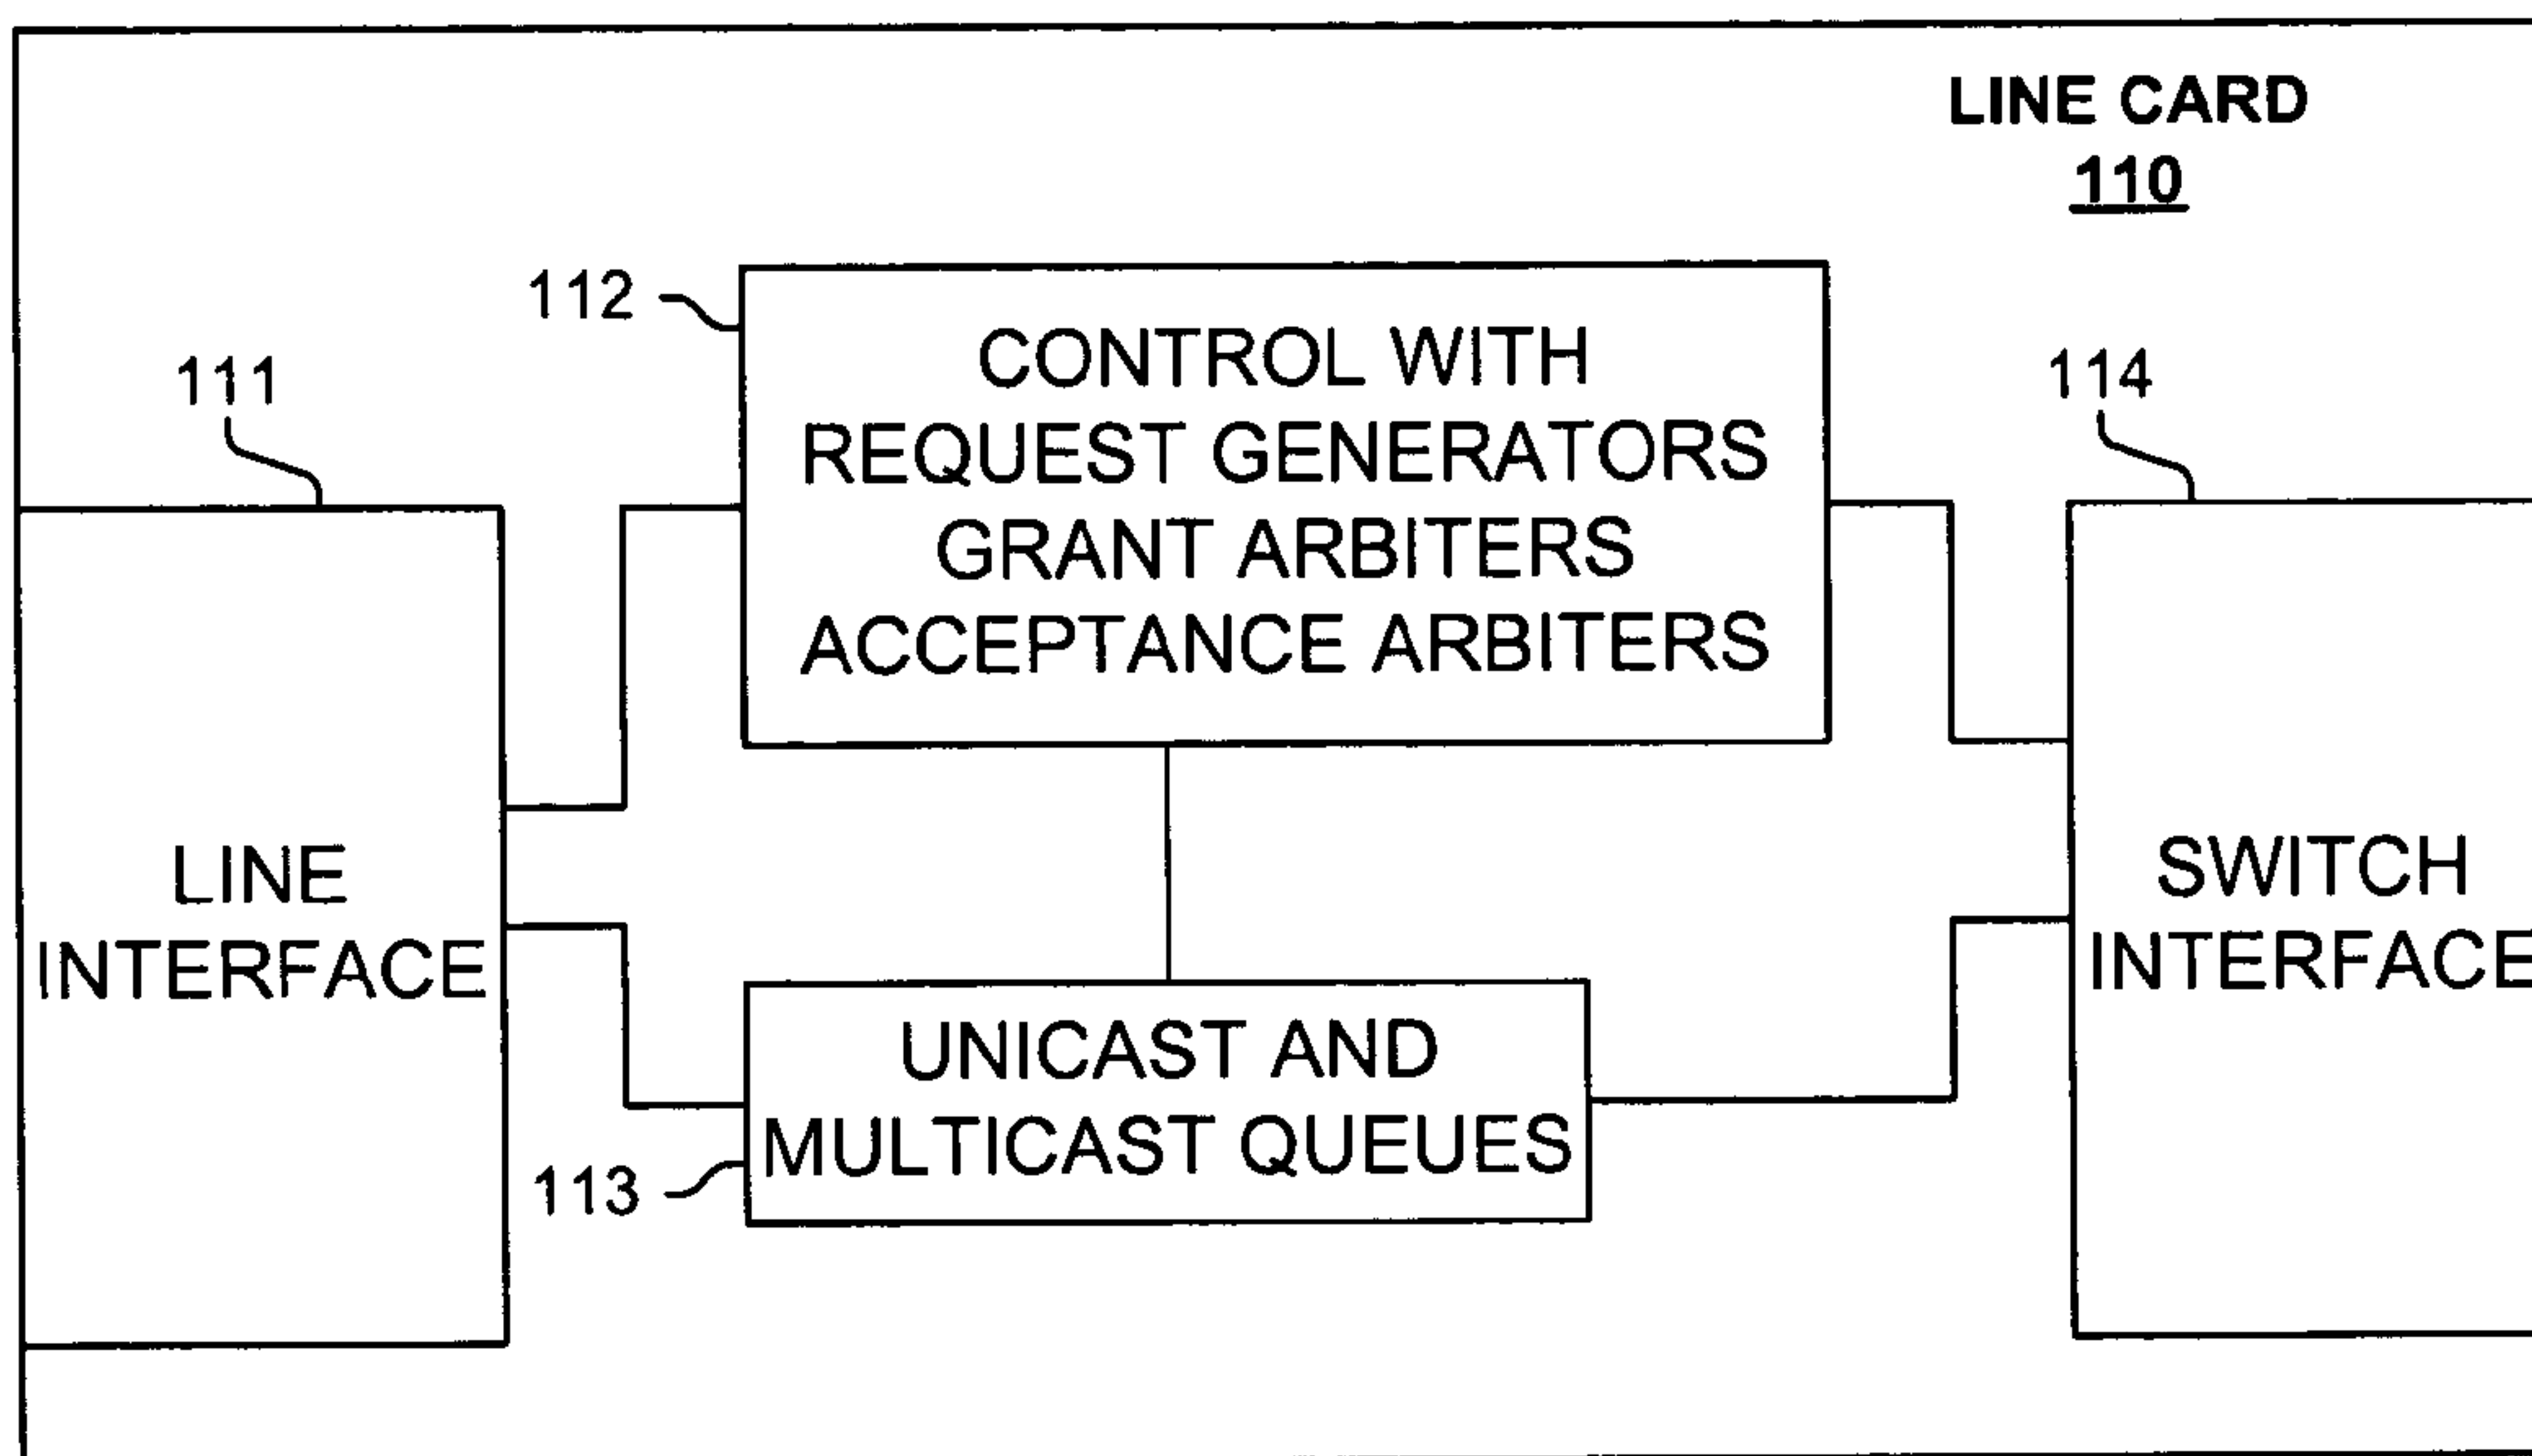 LINE CARD
110
112
CONTROL WITH
REQUEST GENERATORS
GRANT ARBITERS
ACCEPTANCE ARBITERS
111
114
LINE
INTERFACE
SWITCH
INTERFACE
UNICAST AND
MULTICAST QUEUES
113